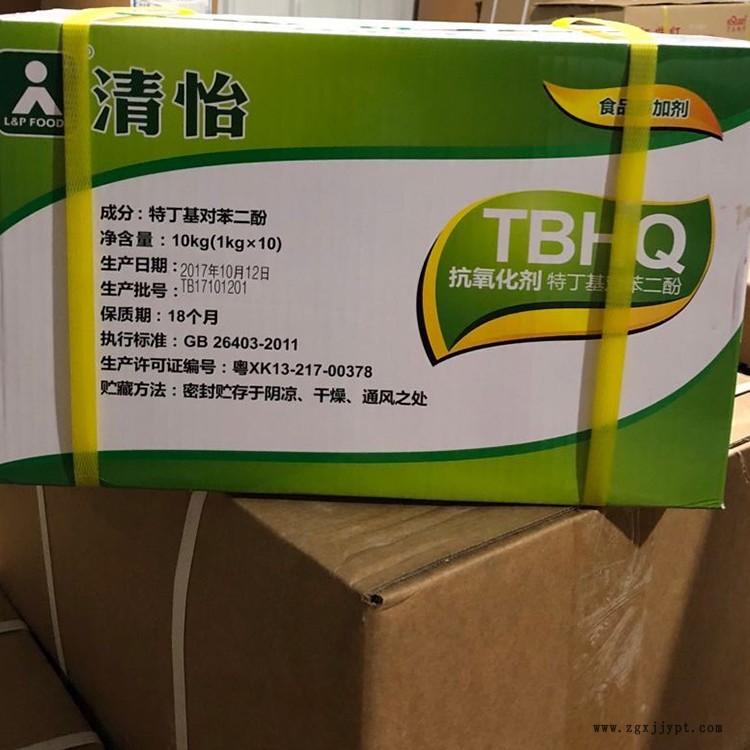 清怡
L&P FOOD
食品 加剂
TBHQ
抗氧化剂 特丁基对苯二酚
成分：特丁基对苯二酚
净含量：10kg(1kg×10)
生产日期：2017年10月12日
生产批号：TB17101201
保质期：18个月
执行标准：GB 26403-2011
生产许可证编号：粤XK13-217-00378
贮藏方法：密封贮存于阴凉、干燥、通风之处
www.zgxjjypt.com